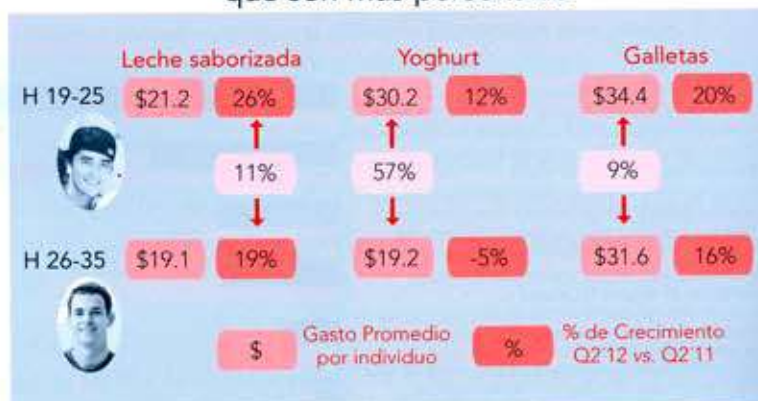 Leche saborizada Yoghurt Galletas
H 19-25 $21.2 26% $30.2 12% $34.4 20%
11% 57% 9%
H 26-35 $19.1 19% $19.2 -5% $31.6 16%
$ Gasto Promedio por individuo % % de Crecimiento Q2'12 vs. Q2'11